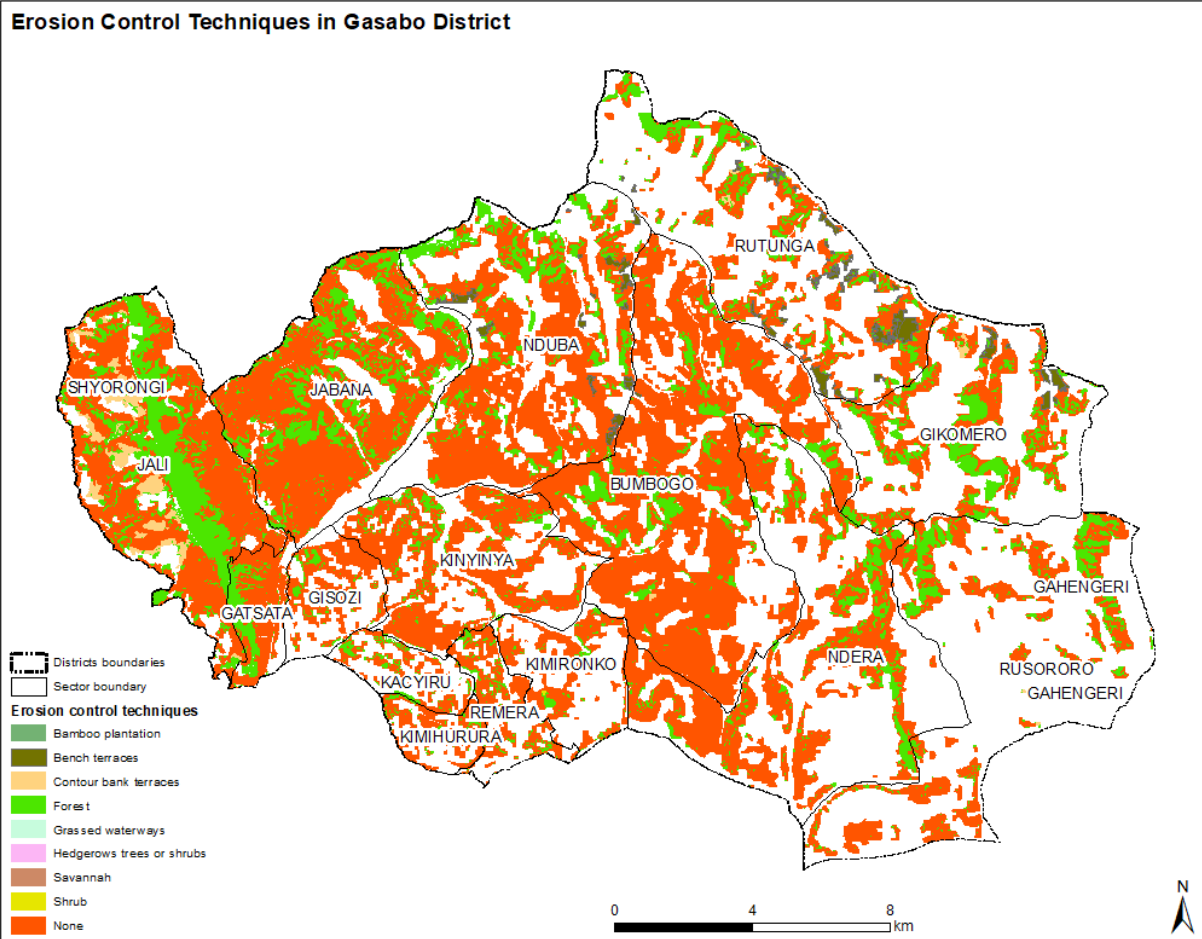 Erosion Control Techniques in Gasabo District
RUTUNGA
NDUBA
SHYORONGI
JABANA
GIKOMERO
JALI
BUMBOGO
KINYINYA
GAHENGERI
GISOZI
GATSATA
NDERA
KIMIRONKO
RUSORORO
KACYIRU
GAHENGERI
REMERA
KIMIHURURA
Districts boundaries
Sector boundary
Erosion control techniques
Bamboo plantation
Bench terraces
Contour bank terraces
Forest
Grassed waterways
Hedgerows trees or shrubs
Savannah
Shrub
None
0 4 8
km
N